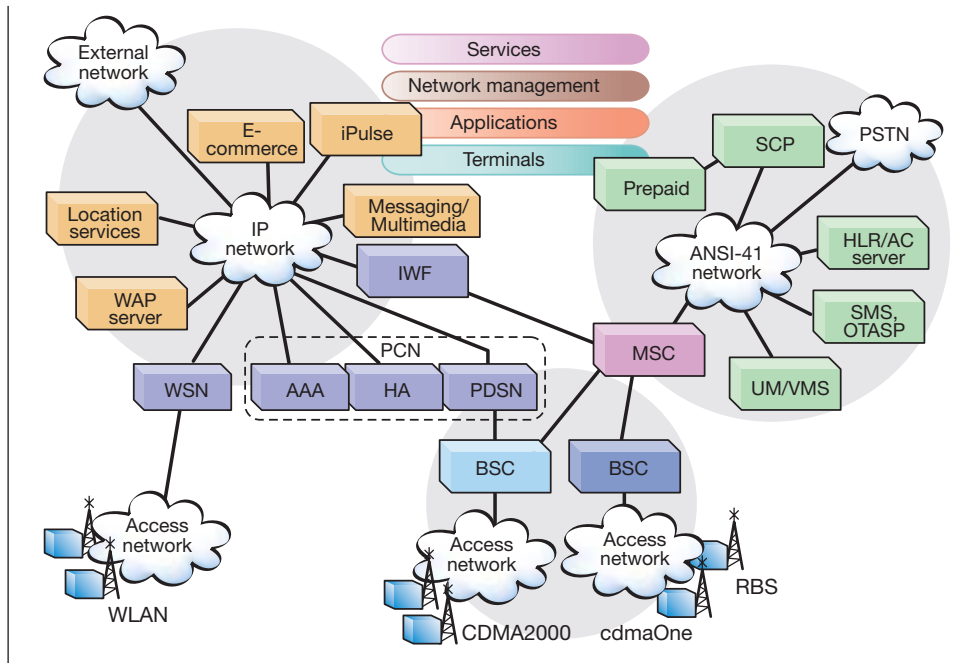 External
network
Services
Network management
Applications
Terminals
E-
commerce
iPulse
SCP
PSTN
Prepaid
Location
services
IP
network
Messaging/
Multimedia
ANSI-41
network
HLR/AC
server
IWF
WAP
server
SMS,
OTASP
PCN
MSC
WSN
AAA
HA
PDSN
UM/VMS
BSC
BSC
Access
network
Access
network
Access
network
RBS
WLAN
CDMA2000
cdmaOne